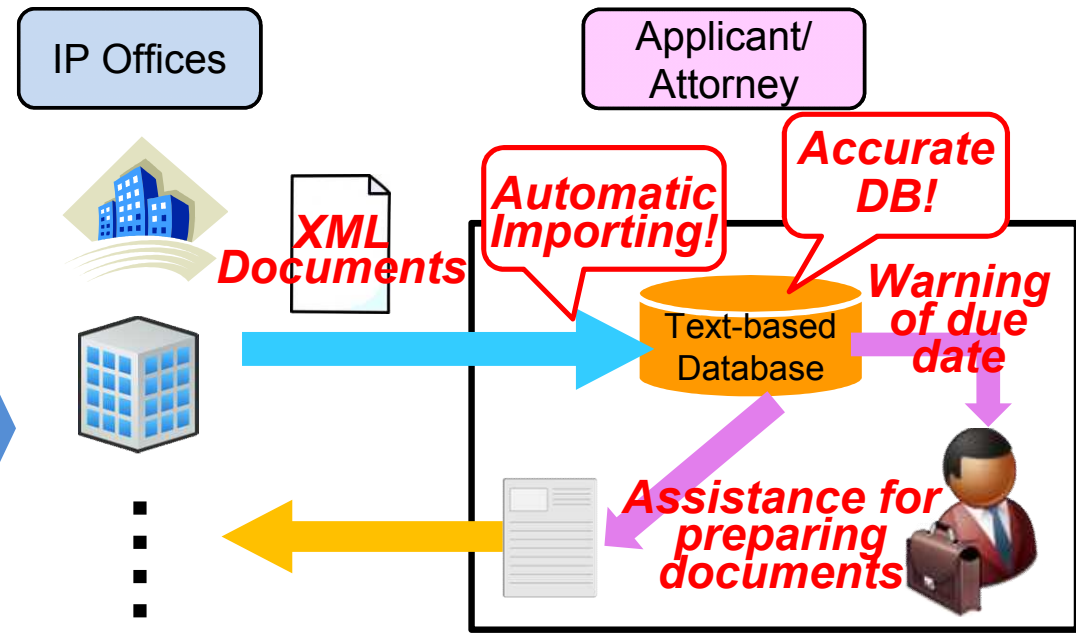 IP Offices
Applicant/
Attorney
XML
Documents
Automatic
Importing!
Accurate
DB!
Text-based
Database
Warning
of due
date
Assistance for
preparing
documents